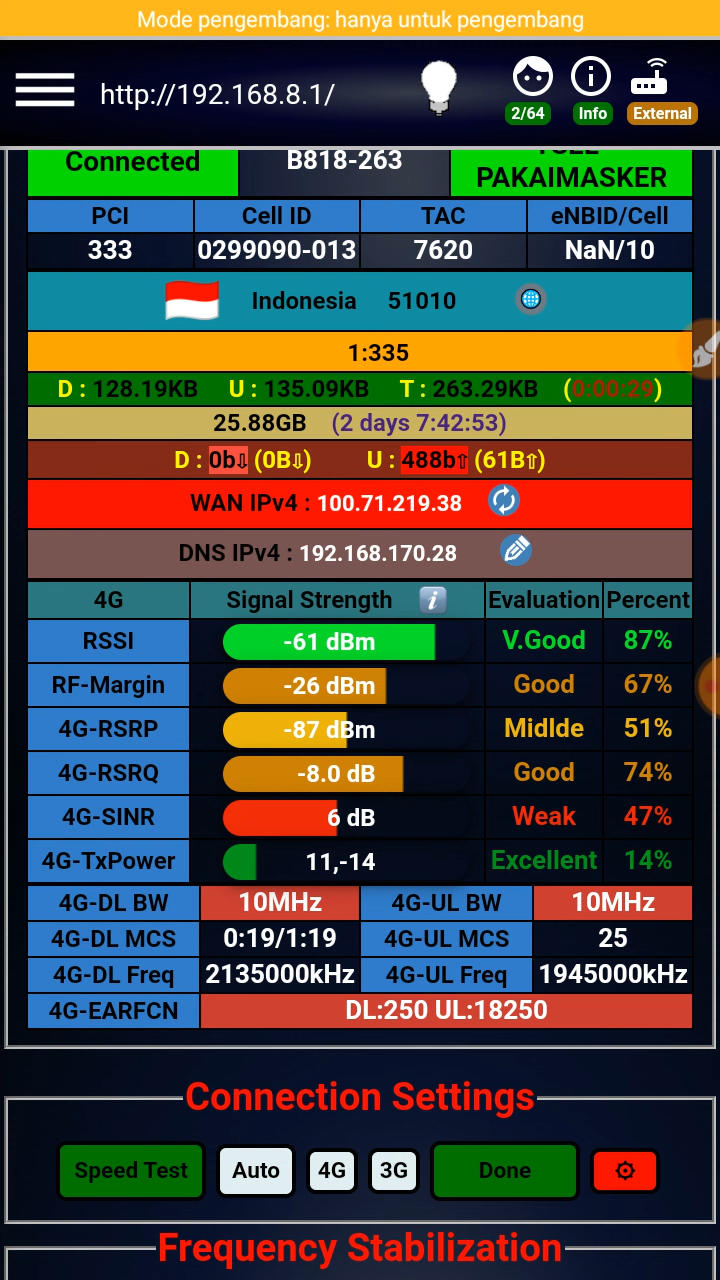 Mode pengembang: hanya untuk pengembang
http://192.168.8.1/
2/64 Info External
Connected B818-263
PAKAIMASKER
PCI Cell ID TAC eNBID/Cell
333 0299090-013 7620 NaN/10
Indonesia 51010
1:335
D : 128.19KB U : 135.09KB T : 263.29KB (0:00:29)
25.88GB (2 days 7:42:53)
D : 0b⇩ (0B⇩) U : 488b⇧ (61B⇧)
WAN IPv4 : 100.71.219.38
DNS IPv4 : 192.168.170.28
4G Signal Strength i Evaluation Percent
RSSI -61 dBm V.Good 87%
RF-Margin -26 dBm Good 67%
4G-RSRP -87 dBm Midlde 51%
4G-RSRQ -8.0 dB Good 74%
4G-SINR 6 dB Weak 47%
4G-TxPower 11,-14 Excellent 14%
4G-DL BW 10MHz 4G-UL BW 10MHz
4G-DL MCS 0:19/1:19 4G-UL MCS 25
4G-DL Freq 2135000kHz 4G-UL Freq 1945000kHz
4G-EARFCN DL:250 UL:18250
Connection Settings
Speed Test Auto 4G 3G Done
Frequency Stabilization